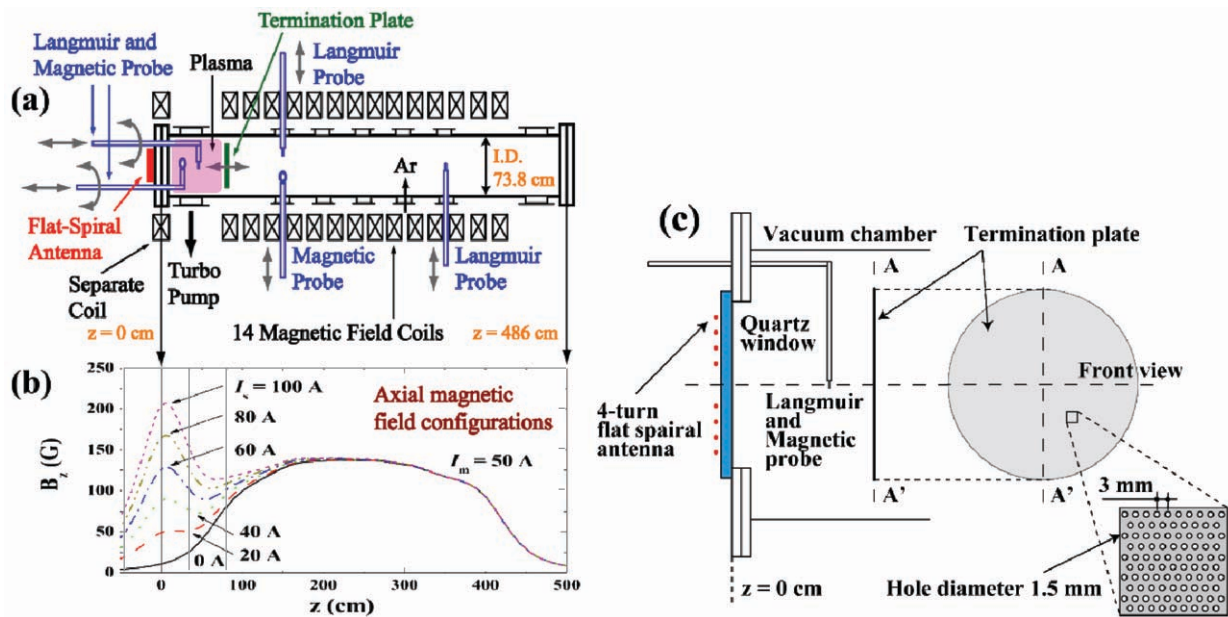 (a)
Langmuir and
Magnetic Probe
Plasma
Termination Plate
Langmuir
Probe
Ar
I.D.
73.8 cm
Flat-Spiral
Antenna
Separate
Coil
Turbo
Pump
Magnetic
Probe
Langmuir
Probe
z = 0 cm
14 Magnetic Field Coils
z = 486 cm
(b)
250
200
150
100
50
0
B_z (G)
I_s = 100 A
80 A
60 A
40 A
20 A
0 A
Axial magnetic
field configurations
I_m = 50 A
0
100
200
300
400
500
z (cm)
(c)
Vacuum chamber
Termination plate
A
A
Quartz
window
Front view
4-turn
flat spairal
antenna
Langmuir
and
Magnetic
probe
A'
A'
3 mm
Hole diameter 1.5 mm
z = 0 cm